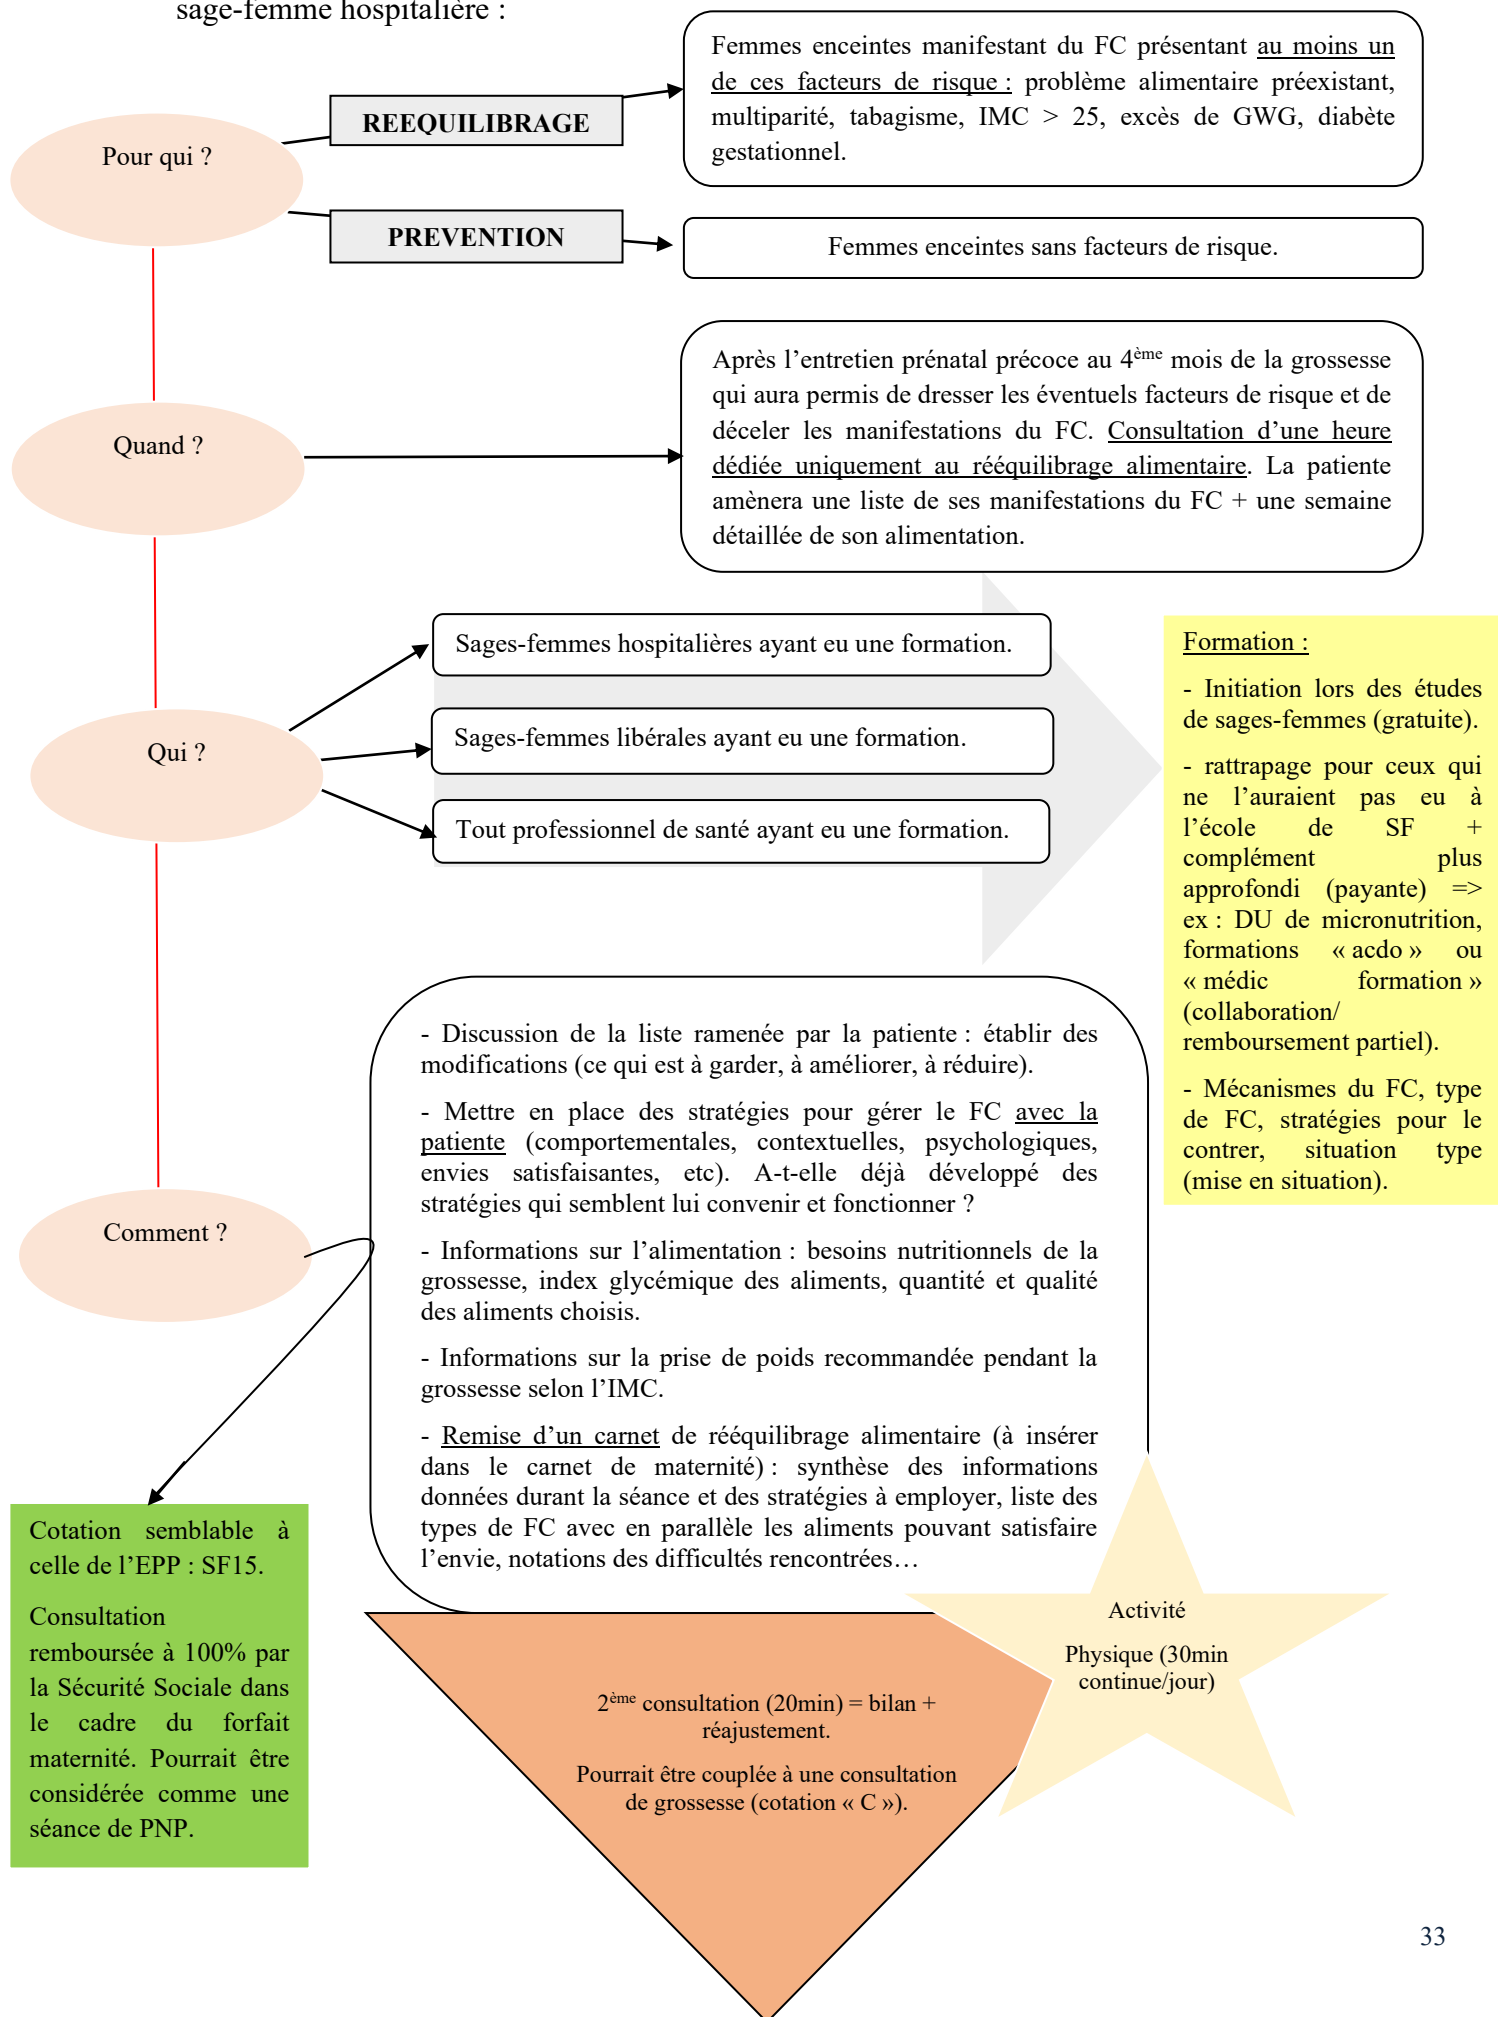 sage-femme hospitalière :
Pour qui ?
REEQUILIBRAGE
Femmes enceintes manifestant du FC présentant au moins un
de ces facteurs de risque : problème alimentaire préexistant,
multiparité, tabagisme, IMC > 25, excès de GWG, diabète
gestationnel.
PREVENTION
Femmes enceintes sans facteurs de risque.
Quand ?
Après l’entretien prénatal précoce au 4ème mois de la grossesse
qui aura permis de dresser les éventuels facteurs de risque et de
déceler les manifestations du FC. Consultation d’une heure
dédiée uniquement au rééquilibrage alimentaire. La patiente
amènera une liste de ses manifestations du FC + une semaine
détaillée de son alimentation.
Qui ?
Sages-femmes hospitalières ayant eu une formation.
Sages-femmes libérales ayant eu une formation.
Tout professionnel de santé ayant eu une formation.
Formation :
- Initiation lors des études
de sages-femmes (gratuite).
- rattrapage pour ceux qui
ne l’auraient pas eu à
l’école de SF +
complément plus
approfondi (payante) =>
ex : DU de micronutrition,
formations « acdo » ou
« médic formation »
(collaboration/
remboursement partiel).
- Mécanismes du FC, type
de FC, stratégies pour le
contrer, situation type
(mise en situation).
Comment ?
- Discussion de la liste ramenée par la patiente : établir des
modifications (ce qui est à garder, à améliorer, à réduire).
- Mettre en place des stratégies pour gérer le FC avec la
patiente (comportementales, contextuelles, psychologiques,
envies satisfaisantes, etc). A-t-elle déjà développé des
stratégies qui semblent lui convenir et fonctionner ?
- Informations sur l’alimentation : besoins nutritionnels de la
grossesse, index glycémique des aliments, quantité et qualité
des aliments choisis.
- Informations sur la prise de poids recommandée pendant la
grossesse selon l’IMC.
- Remise d’un carnet de rééquilibrage alimentaire (à insérer
dans le carnet de maternité) : synthèse des informations
données durant la séance et des stratégies à employer, liste des
types de FC avec en parallèle les aliments pouvant satisfaire
l’envie, notations des difficultés rencontrées…
Cotation semblable à
celle de l’EPP : SF15.
Consultation
remboursée à 100% par
la Sécurité Sociale dans
le cadre du forfait
maternité. Pourrait être
considérée comme une
séance de PNP.
Activité
Physique (30min
continue/jour)
2ème consultation (20min) = bilan +
réajustement.
Pourrait être couplée à une consultation
de grossesse (cotation « C »).
33